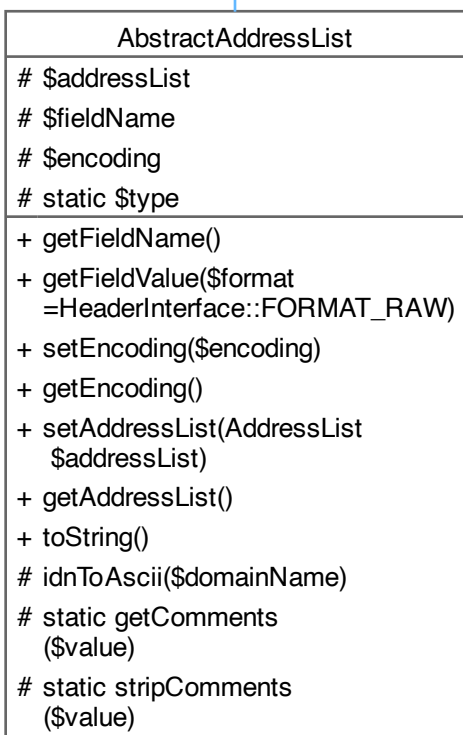 AbstractAddressList
# $addressList
# $fieldName
# $encoding
# static $type
+ getFieldName()
+ getFieldValue($format
=HeaderInterface::FORMAT_RAW)
+ setEncoding($encoding)
+ getEncoding()
+ setAddressList(AddressList
$addressList)
+ getAddressList()
+ toString()
# idnToAscii($domainName)
# static getComments
($value)
# static stripComments
($value)